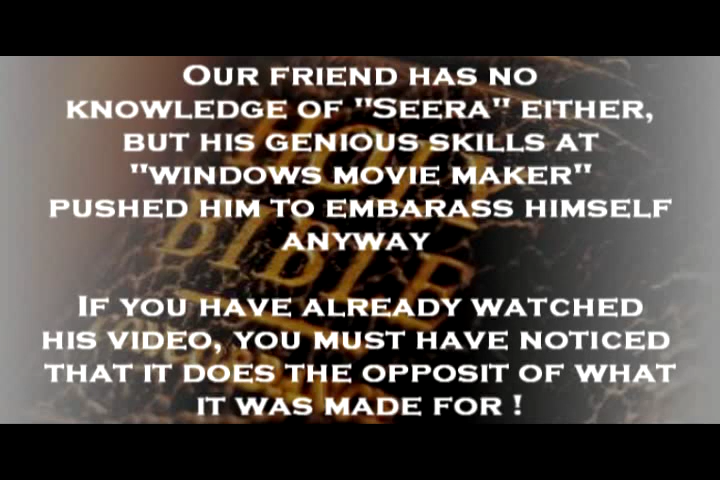 Our friend has no
knowledge of "Seera" either,
but his genious skills at
"windows movie maker"
pushed him to embarass himself
anyway
If you have already watched
his video, you must have noticed
that it does the opposit of what
it was made for !
HOLY
BIBLE